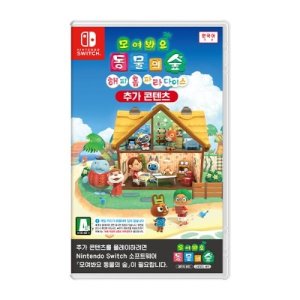 NINTENDO
SWITCH
한국어
모여봐요
동물의 숲
해피 홈 파라다이스
추가 콘텐츠
추가 콘텐츠를 플레이하려면
Nintendo Switch 소프트웨어
「모여봐요 동물의 숲」이 필요합니다.
모여봐요
동물의 숲